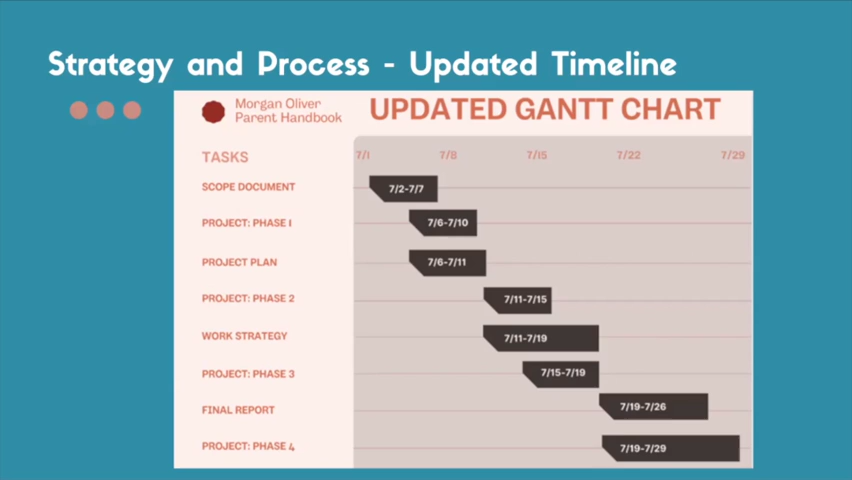 Strategy and Process - Updated Timeline
Morgan Oliver
Parent Handbook
UPDATED GANTT CHART
TASKS
7/1 7/8 7/15 7/22 7/29
SCOPE DOCUMENT 7/2-7/7
PROJECT: PHASE 1 7/6-7/10
PROJECT PLAN 7/6-7/11
PROJECT: PHASE 2 7/11-7/15
WORK STRATEGY 7/11-7/19
PROJECT: PHASE 3 7/15-7/19
FINAL REPORT 7/19-7/26
PROJECT: PHASE 4 7/19-7/29